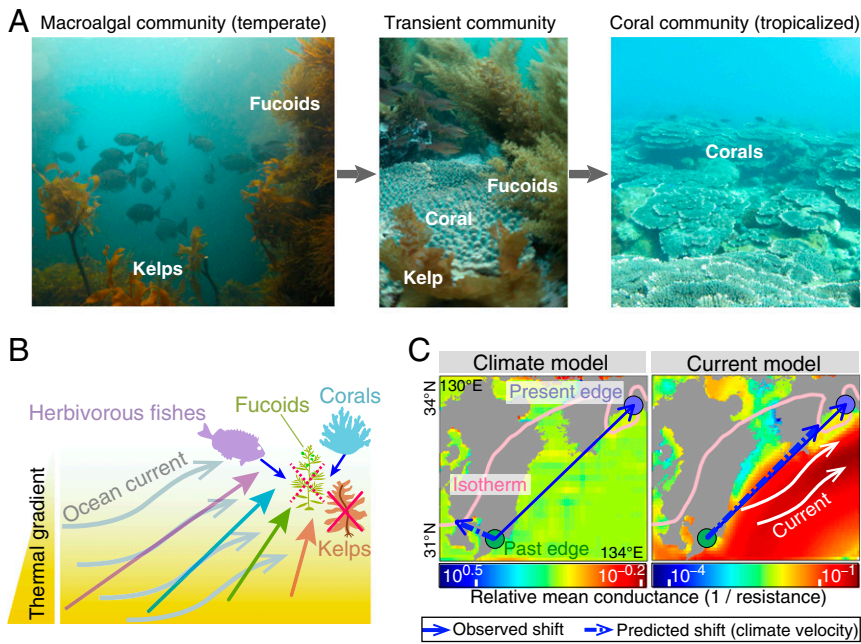 A
Macroalgal community (temperate)
Transient community
Coral community (tropicalized)
Fucoids
Kelps
Fucoids
Coral
Kelp
Corals
B
Herbivorous fishes
Fucoids
Corals
Ocean current
Kelps
Thermal gradient
C
Climate model
Current model
130°E
34°N
Present edge
Isotherm
31°N
Past edge
134°E
Current
10^0.5
10^−0.2
10^−4
10^−1
Relative mean conductance (1 / resistance)
Observed shift
Predicted shift (climate velocity)